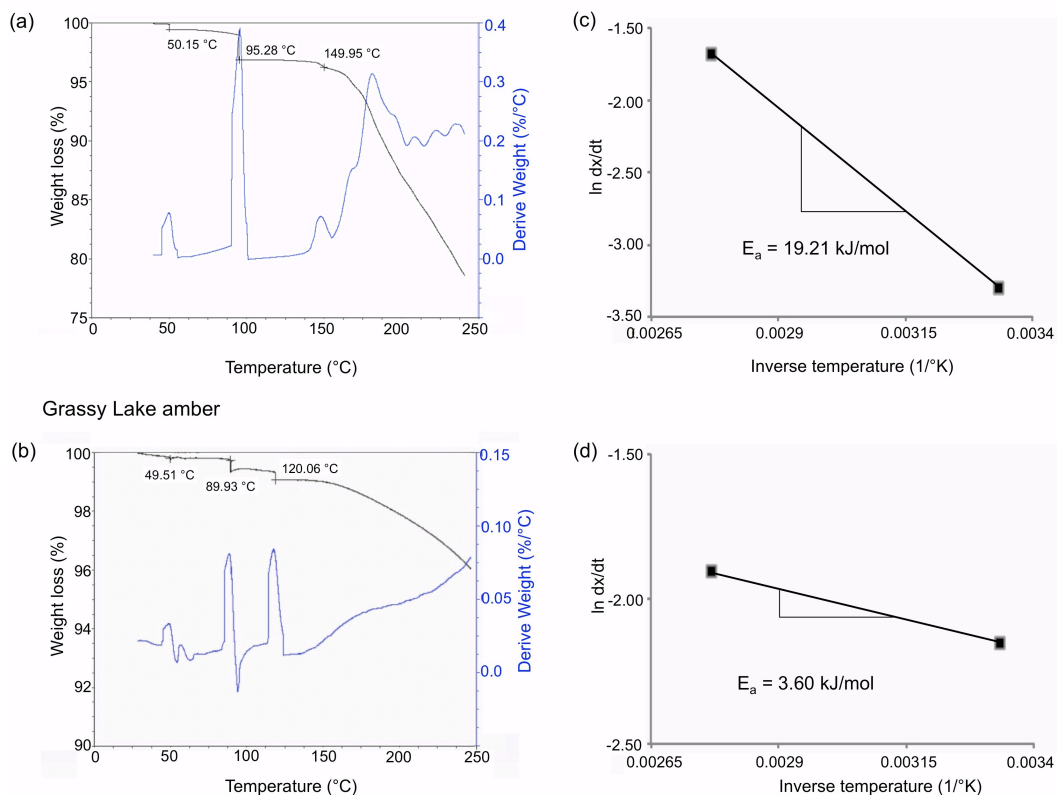 (a)
100
95
90
85
80
75
Weight loss (%)
50.15 °C
95.28 °C
149.95 °C
0.4
0.3
0.2
0.1
0.0
Derive Weight (%/°C)
0
50
100
150
200
250
Temperature (°C)
(c)
-1.50
-2.00
-2.50
-3.00
-3.50
ln dx/dt
Ea = 19.21 kJ/mol
0.00265
0.0029
0.00315
0.0034
Inverse temperature (1/°K)
Grassy Lake amber
(b)
100
98
96
94
92
90
Weight loss (%)
49.51 °C
89.93 °C
120.06 °C
0.15
0.10
0.05
0.0
Derive Weight (%/°C)
0
50
100
150
200
250
Temperature (°C)
(d)
-1.50
-2.00
-2.50
ln dx/dt
Ea = 3.60 kJ/mol
0.00265
0.0029
0.00315
0.0034
Inverse temperature (1/°K)